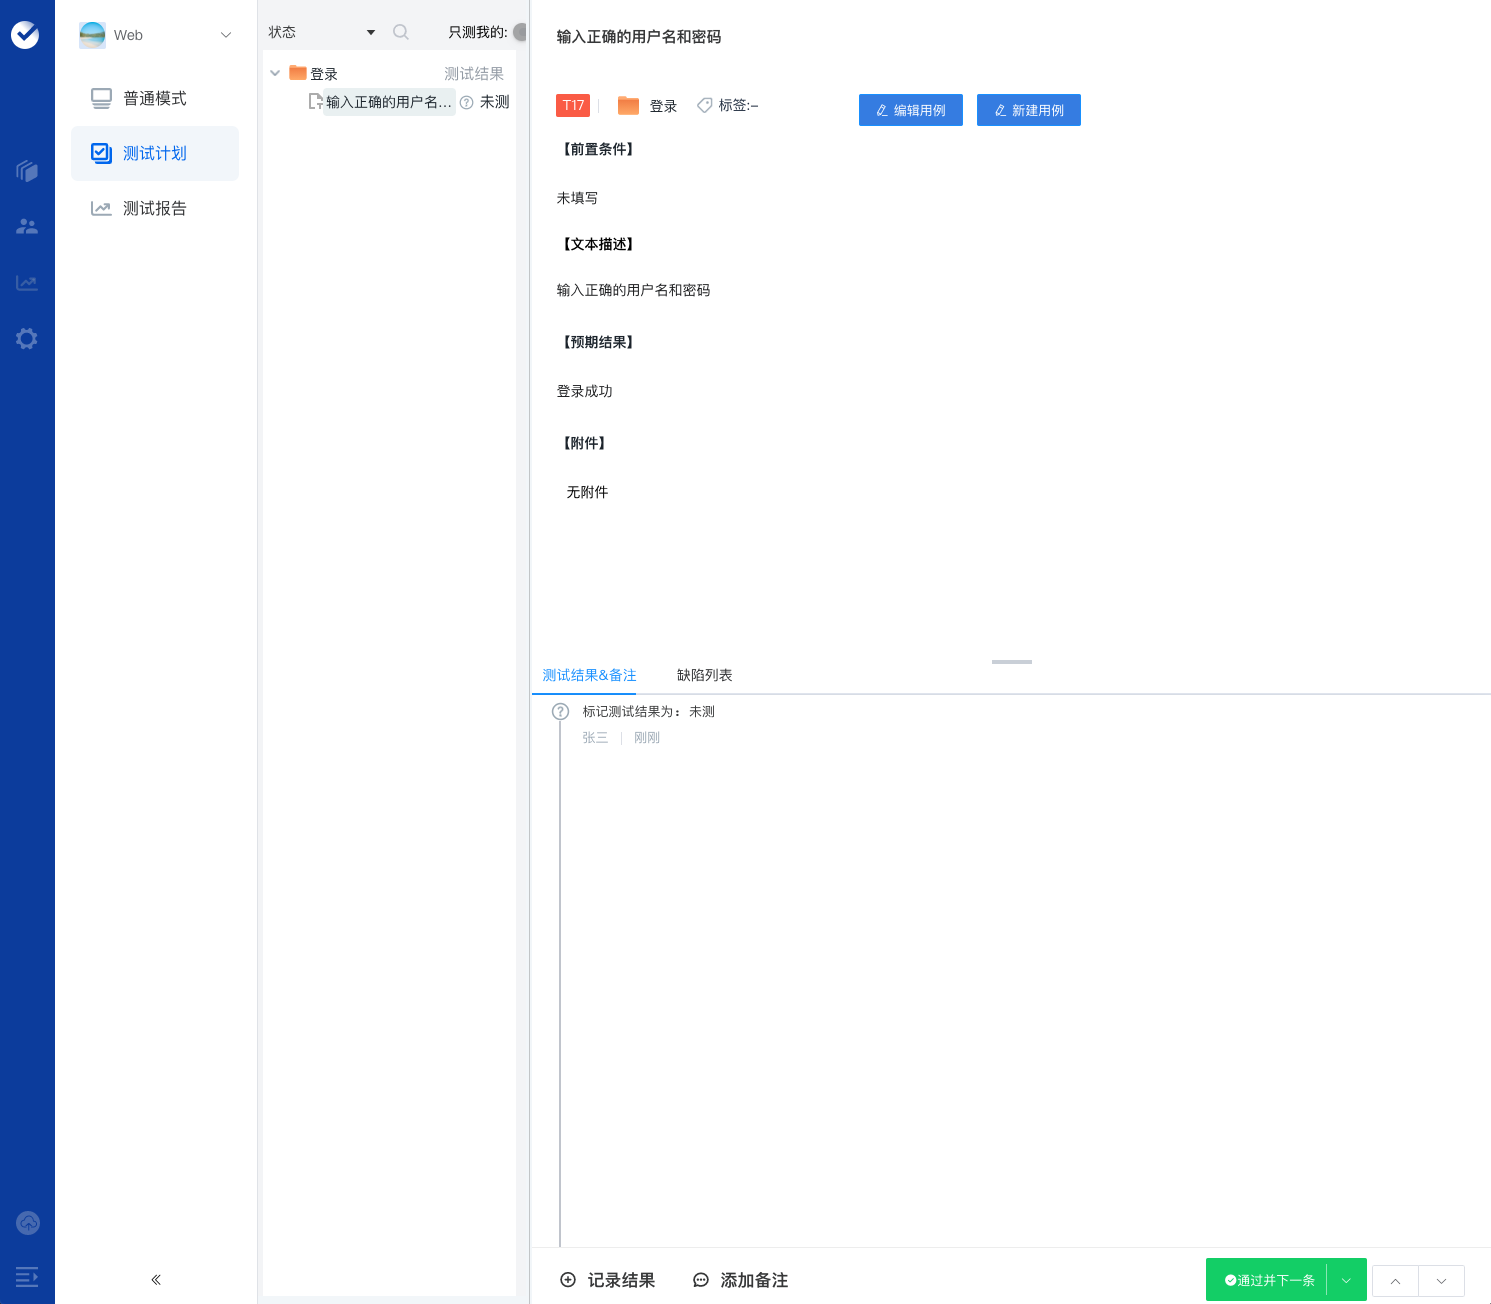 Web
普通模式
测试计划
测试报告
状态
只测我的:
登录
测试结果
输入正确的用户名...
未测
输入正确的用户名和密码
T17
登录
标签:–
编辑用例
新建用例
【前置条件】
未填写
【文本描述】
输入正确的用户名和密码
【预期结果】
登录成功
【附件】
无附件
测试结果&备注
缺陷列表
标记测试结果为：未测
张三
刚刚
记录结果
添加备注
通过并下一条